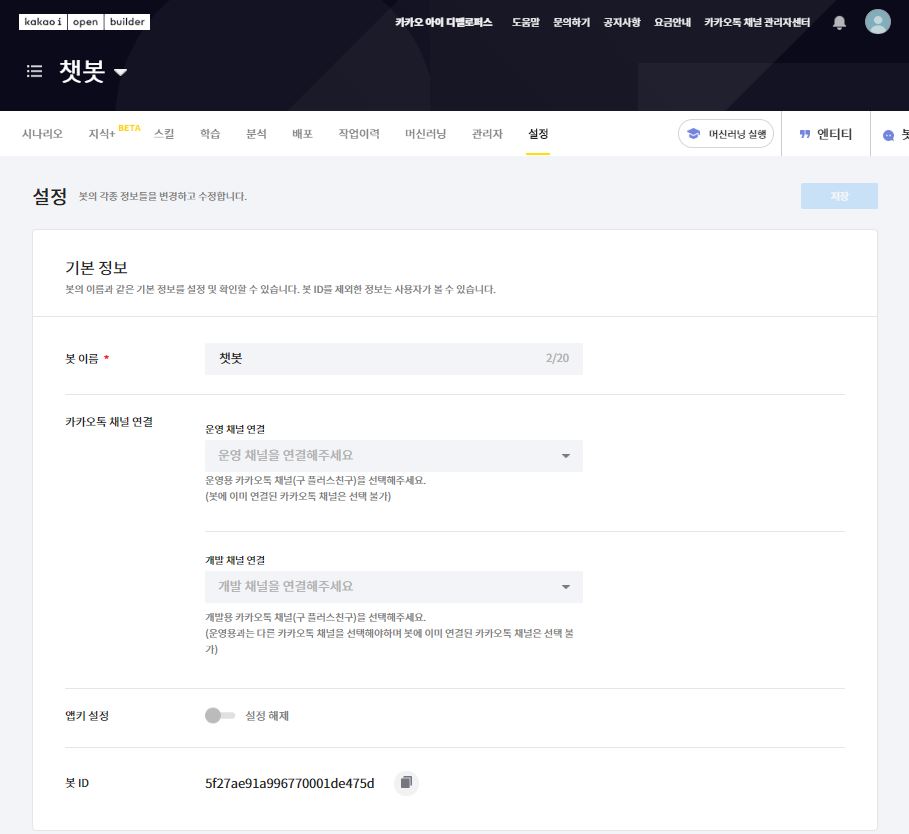 kakao i open builder
카카오 아이 디벨로퍼스 도움말 문의하기 공지사항 요금안내 카카오톡 채널 관리자센터
챗봇
시나리오 지식+ BETA 스킬 학습 분석 배포 작업이력 머신러닝 관리자 설정 머신러닝 실행 엔티티
설정 봇의 각종 정보들을 변경하고 수정합니다. 저장
기본 정보
봇의 이름과 같은 기본 정보를 설정 및 확인할 수 있습니다. 봇 ID를 제외한 정보는 사용자가 볼 수 있습니다.
봇 이름 * 챗봇 2/20
카카오톡 채널 연결
운영 채널 연결
운영 채널을 연결해주세요
운영용 카카오톡 채널(구 플러스친구)을 선택해주세요.
(봇에 이미 연결된 카카오톡 채널은 선택 불가)
개발 채널 연결
개발 채널을 연결해주세요
개발용 카카오톡 채널(구 플러스친구)을 선택해주세요.
(운영용과는 다른 카카오톡 채널을 선택해야하며 봇에 이미 연결된 카카오톡 채널은 선택 불
가)
앱키 설정 설정 해제
봇 ID 5f27ae91a996770001de475d